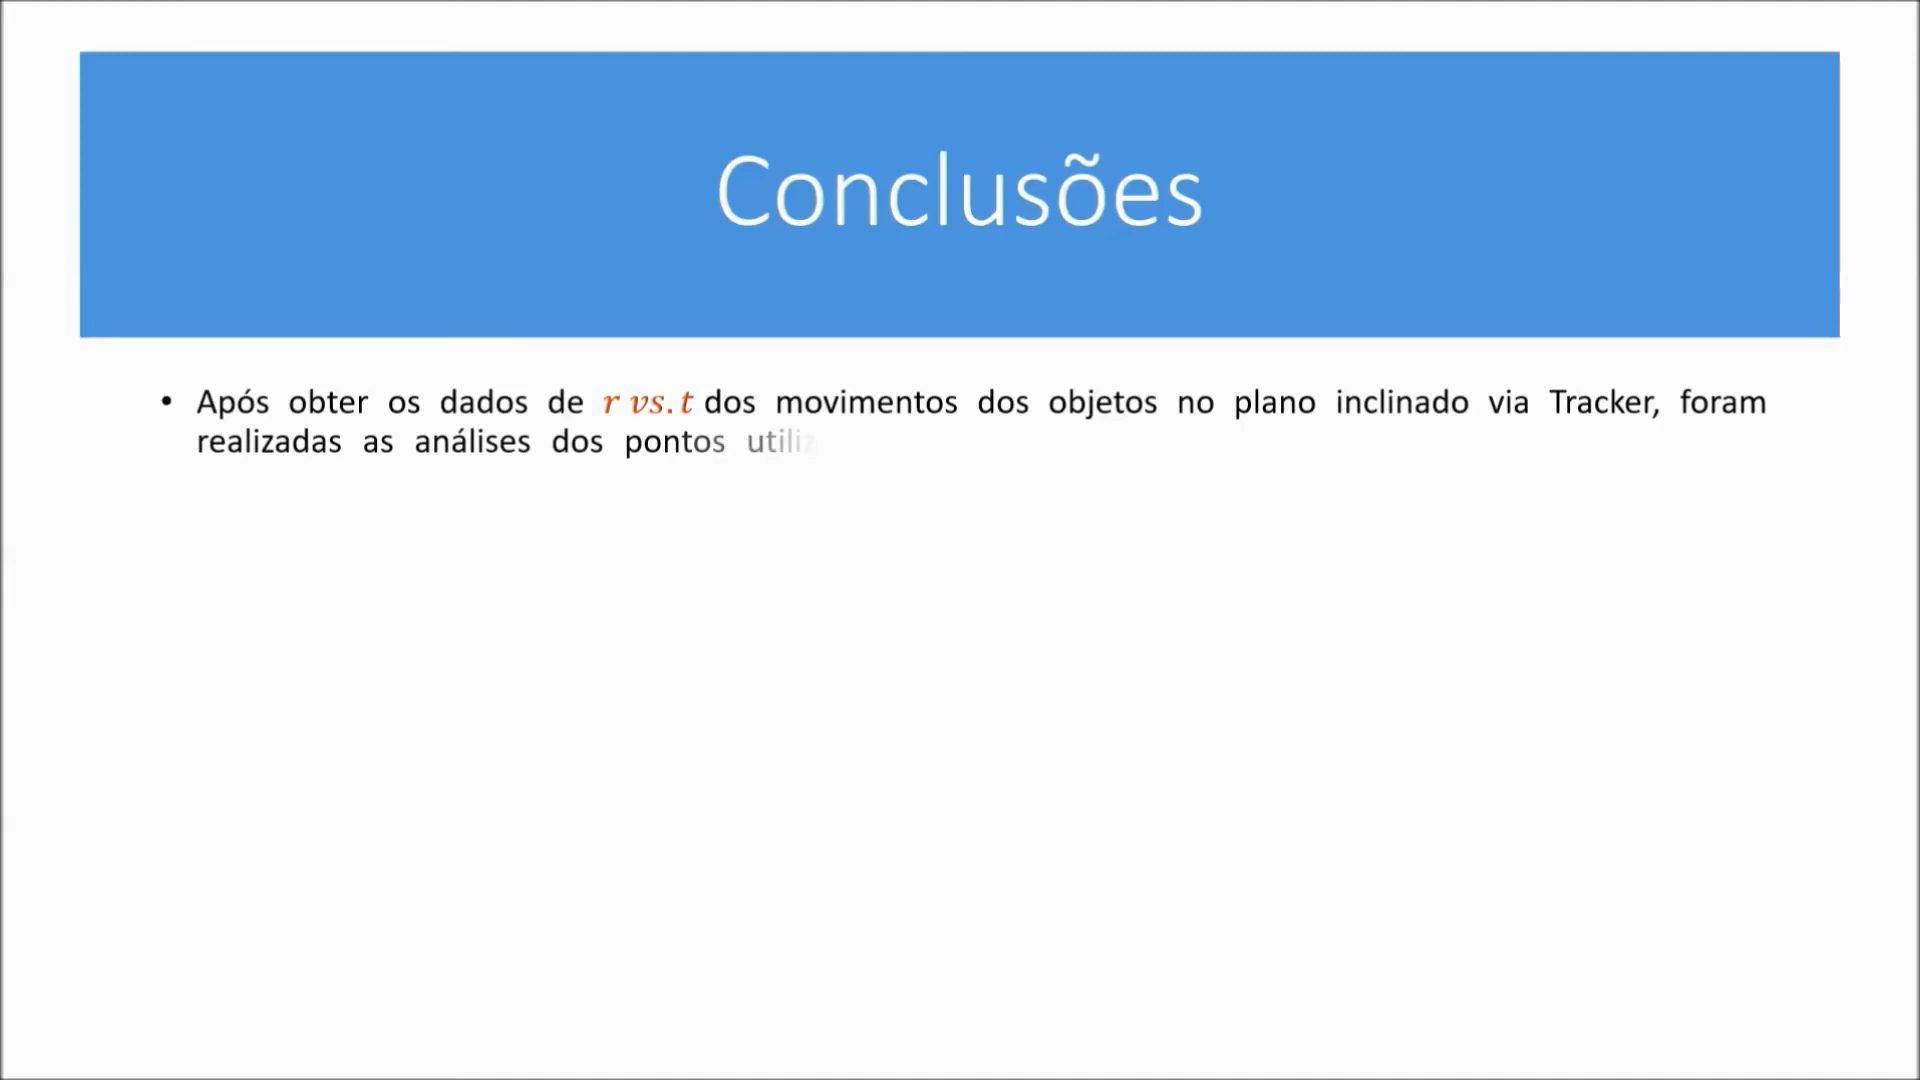 Conclusões
• Após obter os dados de r vs. t dos movimentos dos objetos no plano inclinado via Tracker, foram
realizadas as análises dos pontos